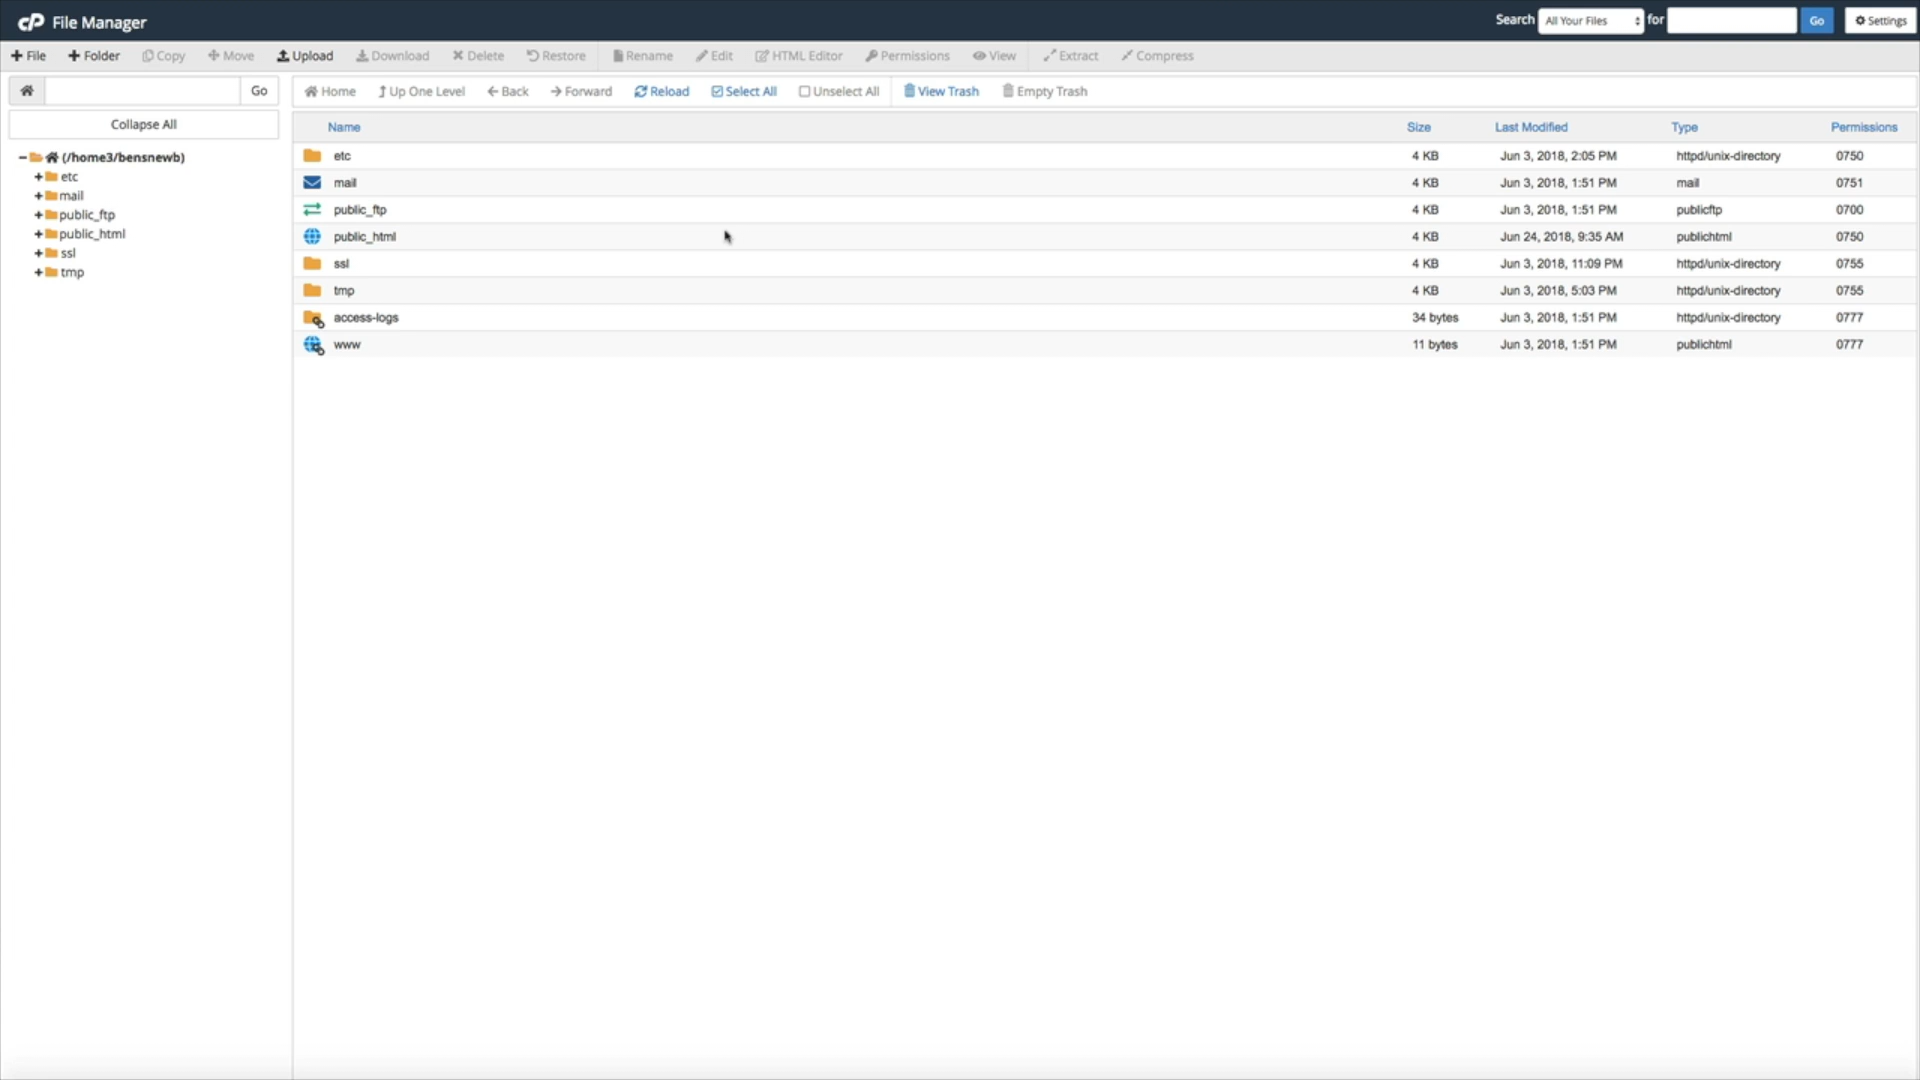 cP File Manager
Search All Your Files for Go Settings
File Folder Copy Move Upload Download Delete Restore Rename Edit HTML Editor Permissions View Extract Compress
Go Home Up One Level Back Forward Reload Select All Unselect All View Trash Empty Trash
Collapse All
(/home3/bensnewb)
etc
mail
public_ftp
public_html
ssl
tmp
Name Size Last Modified Type Permissions
etc 4 KB Jun 3, 2018, 2:05 PM httpd/unix-directory 0750
mail 4 KB Jun 3, 2018, 1:51 PM mail 0751
public_ftp 4 KB Jun 3, 2018, 1:51 PM publicftp 0700
public_html 4 KB Jun 24, 2018, 9:35 AM publichtml 0750
ssl 4 KB Jun 3, 2018, 11:09 PM httpd/unix-directory 0755
tmp 4 KB Jun 3, 2018, 5:03 PM httpd/unix-directory 0755
access-logs 34 bytes Jun 3, 2018, 1:51 PM httpd/unix-directory 0777
www 11 bytes Jun 3, 2018, 1:51 PM publichtml 0777